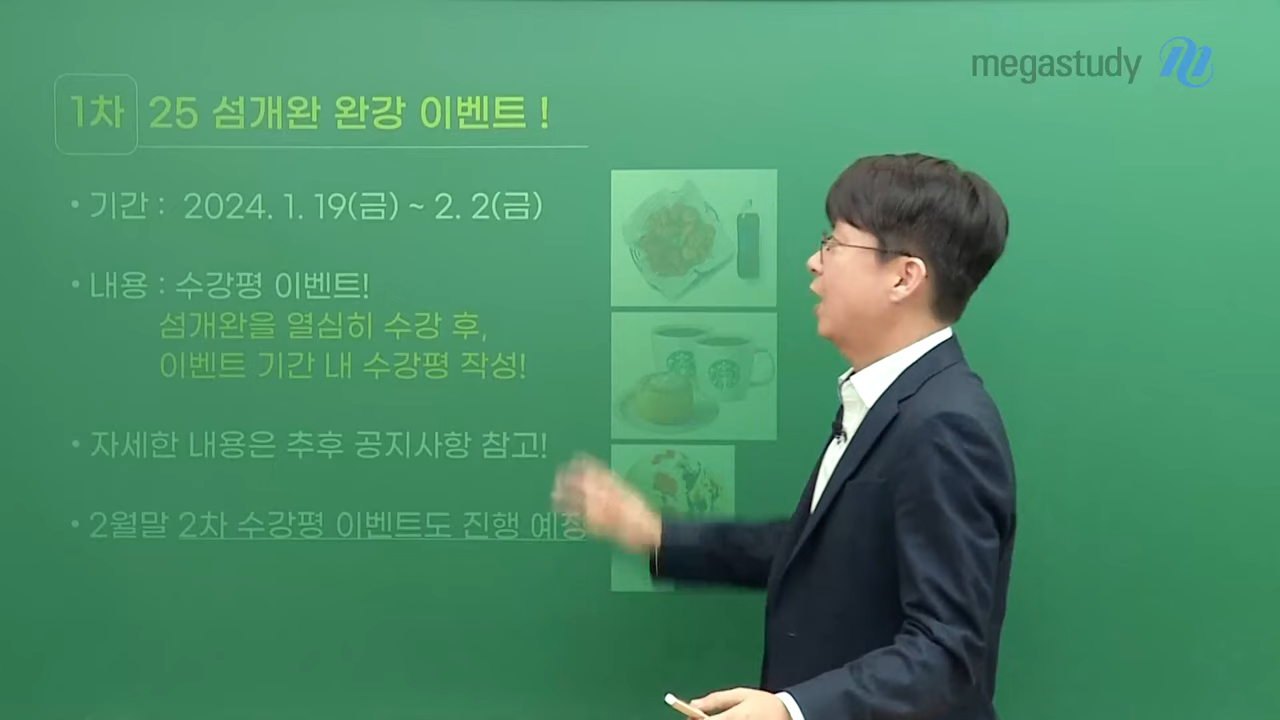 megastudy
1차 25 섬개완 완강 이벤트!
• 기간 : 2024. 1. 19(금) ~ 2. 2(금)
• 내용 : 수강평 이벤트!
섬개완을 열심히 수강 후,
이벤트 기간 내 수강평 작성!
• 자세한 내용은 추후 공지사항 참고!
• 2월말 2차 수강평 이벤트도 진행 예정